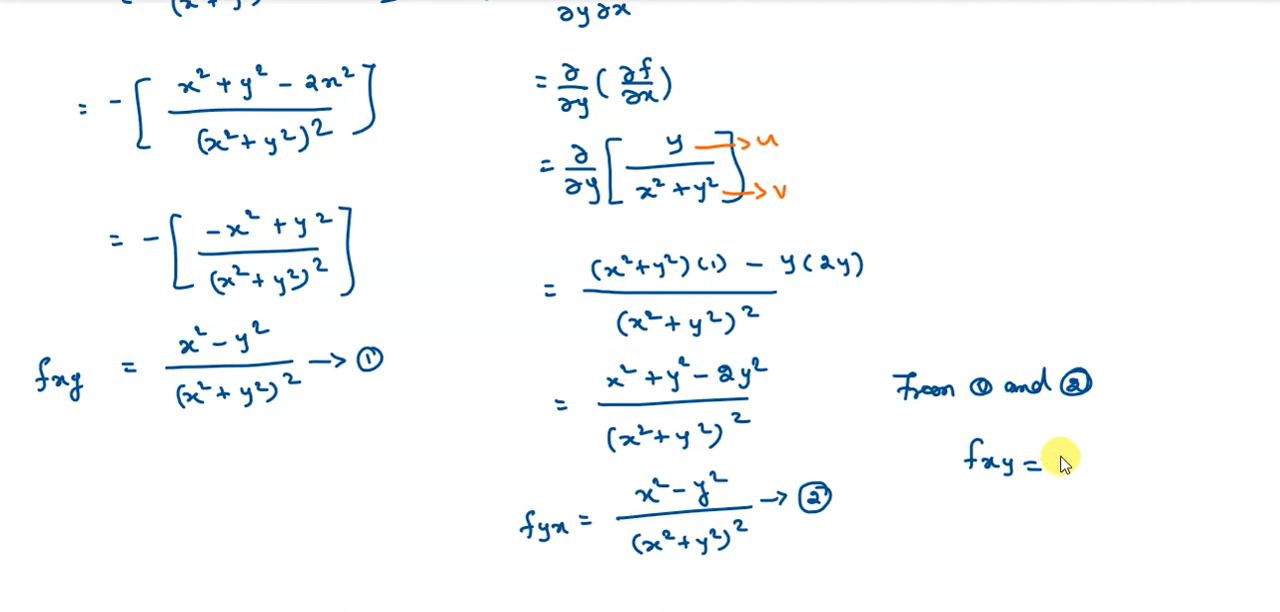 (x² + y²)
= - [ (x² + y² - 2x²) / (x² + y²)² ]
= - [ (-x² + y²) / (x² + y²)² ]
fxy = (x² - y²) / (x² + y²)² → ①
∂y ∂x
= ∂/∂y ( ∂f/∂x )
= ∂/∂y [ y / (x² + y²) ] → u → v
= ((x² + y²)(1) - y(2y)) / (x² + y²)²
= (x² + y² - 2y²) / (x² + y²)²
fyx = (x² - y²) / (x² + y²)² → ②
From ① and ②
fxy =